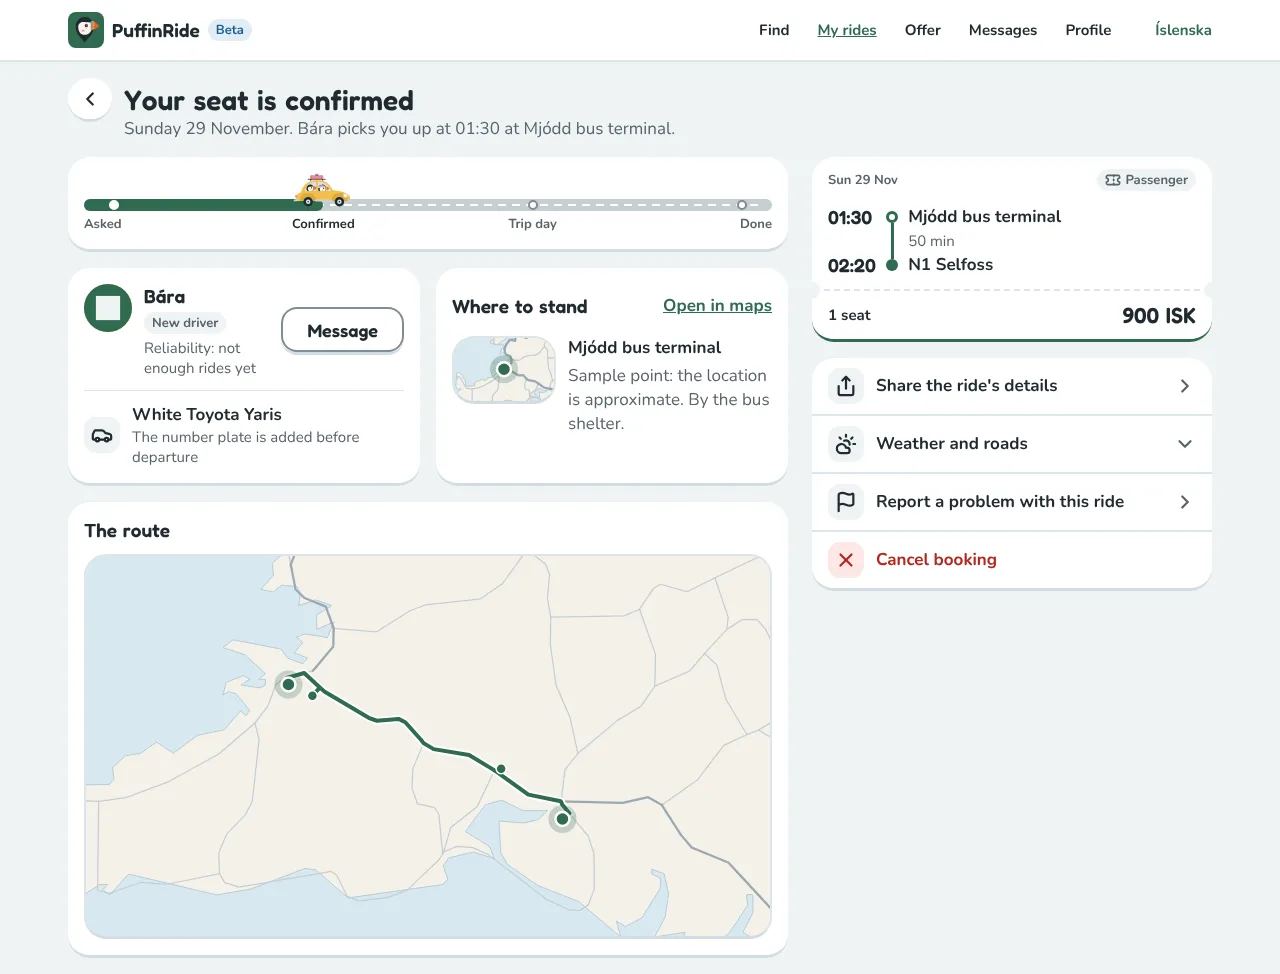 PuffinRide Beta
Find My rides Offer Messages Profile Íslenska
Your seat is confirmed
Sunday 29 November. Bára picks you up at 01:30 at Mjódd bus terminal.
Asked Confirmed Trip day Done
Bára
New driver
Reliability: not
enough rides yet
Message
White Toyota Yaris
The number plate is added before
departure
Where to stand Open in maps
Mjódd bus terminal
Sample point: the location
is approximate. By the bus
shelter.
The route
Sun 29 Nov Passenger
01:30 Mjódd bus terminal
50 min
02:20 N1 Selfoss
1 seat 900 ISK
Share the ride's details
Weather and roads
Report a problem with this ride
Cancel booking